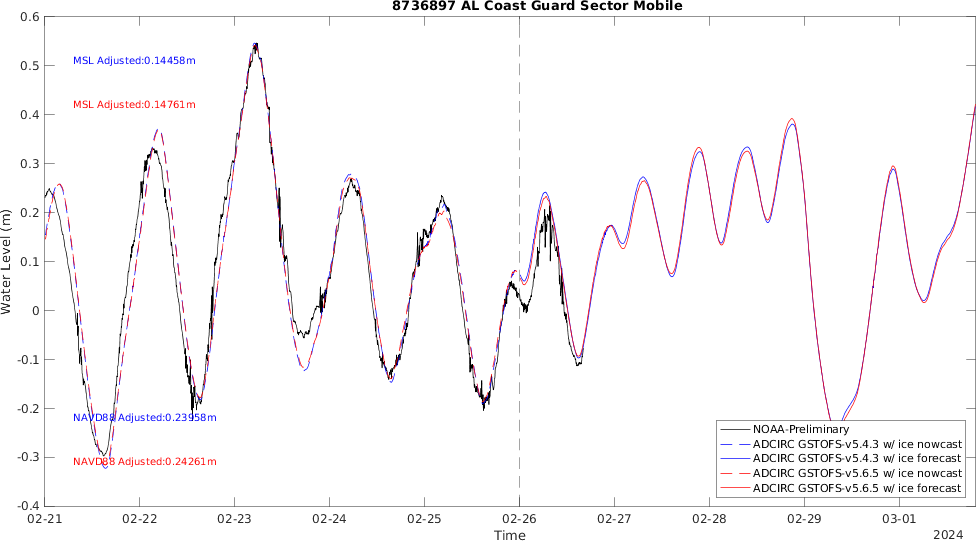 8736897 AL Coast Guard Sector Mobile
0.6
0.5
0.4
0.3
0.2
0.1
0
-0.1
-0.2
-0.3
-0.4
Water Level (m)
MSL Adjusted:0.14458m
MSL Adjusted:0.14761m
NAVD88 Adjusted:0.23958m
NAVD88 Adjusted:0.24261m
NOAA-Preliminary
ADCIRC GSTOFS-v5.4.3 w/ ice nowcast
ADCIRC GSTOFS-v5.4.3 w/ ice forecast
ADCIRC GSTOFS-v5.6.5 w/ ice nowcast
ADCIRC GSTOFS-v5.6.5 w/ ice forecast
02-21 02-22 02-23 02-24 02-25 02-26 02-27 02-28 02-29 03-01
Time
2024